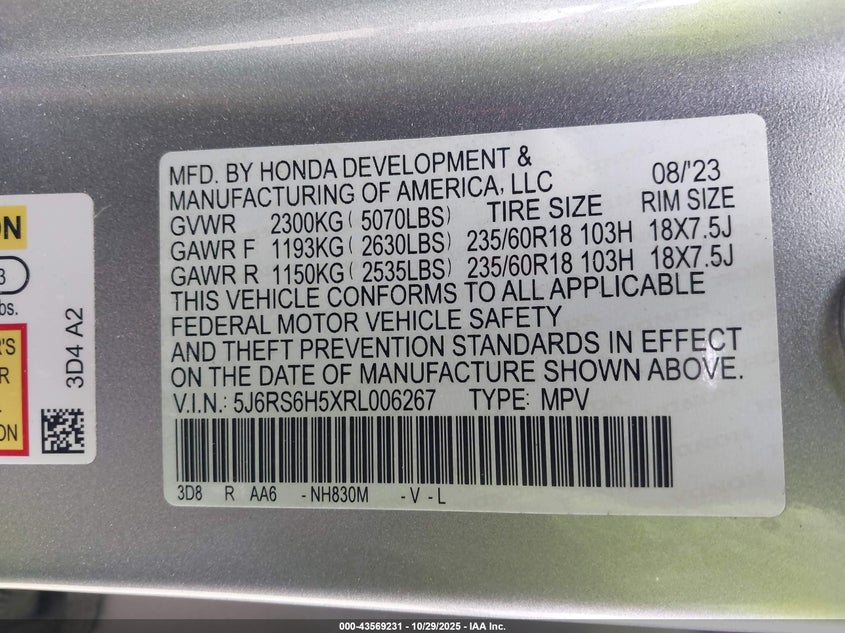 MFD. BY HONDA DEVELOPMENT & 08/'23
MANUFACTURING OF AMERICA, LLC
TIRE SIZE RIM SIZE
GVWR 2300KG ( 5070LBS)
GAWR F 1193KG ( 2630LBS) 235/60R18 103H 18X7.5J
GAWR R 1150KG ( 2535LBS) 235/60R18 103H 18X7.5J
THIS VEHICLE CONFORMS TO ALL APPLICABLE
FEDERAL MOTOR VEHICLE SAFETY
AND THEFT PREVENTION STANDARDS IN EFFECT
ON THE DATE OF MANUFACTURE SHOWN ABOVE.
V.I.N.: 5J6RS6H5XRL006267 TYPE: MPV
3D8 R AA6 -NH830M -V-L
3D4 A2
000-43569231 - 10/29/2025 - IAA Inc.